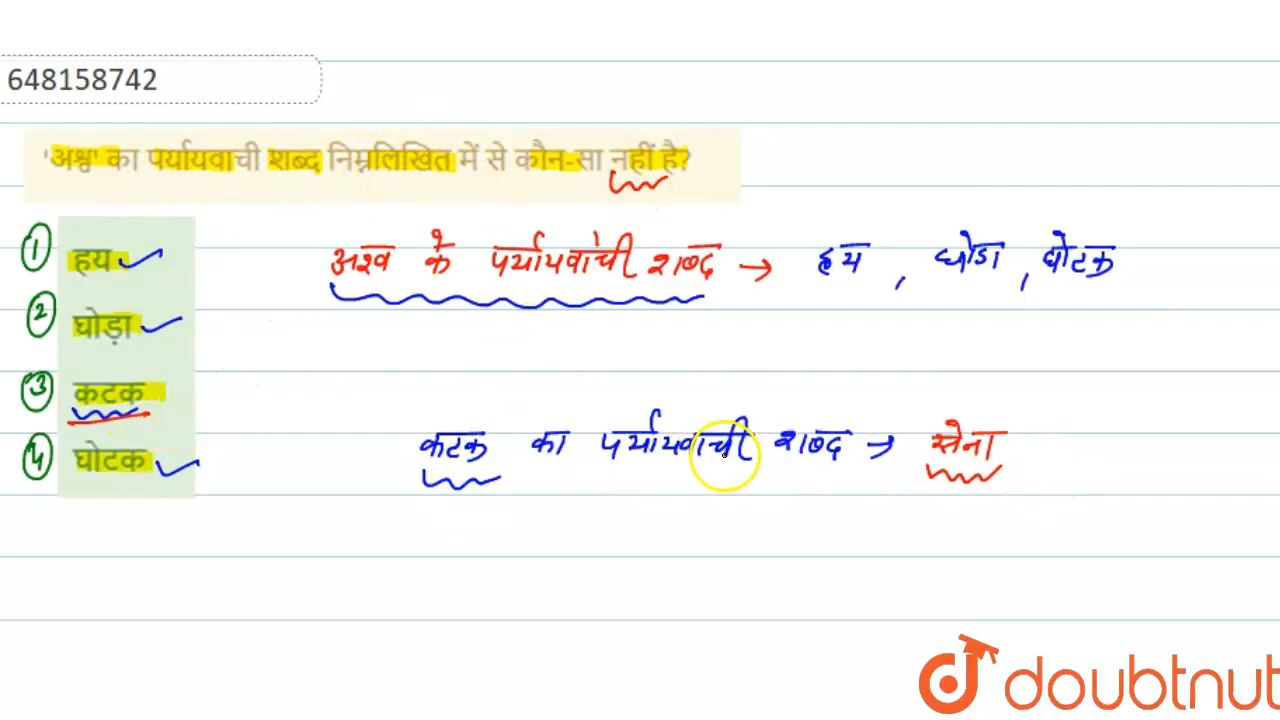 648158742
'अश्व' का पर्यायवाची शब्द निम्नलिखित में से कौन-सा नहीं है?
1 हय
अश्व के पर्यायवाची शब्द → हय , घोडा , घोटक
2 घोड़ा
3 कटक
कटक का पर्यायवाची शब्द → सेना
4 घोटक
doubtnut